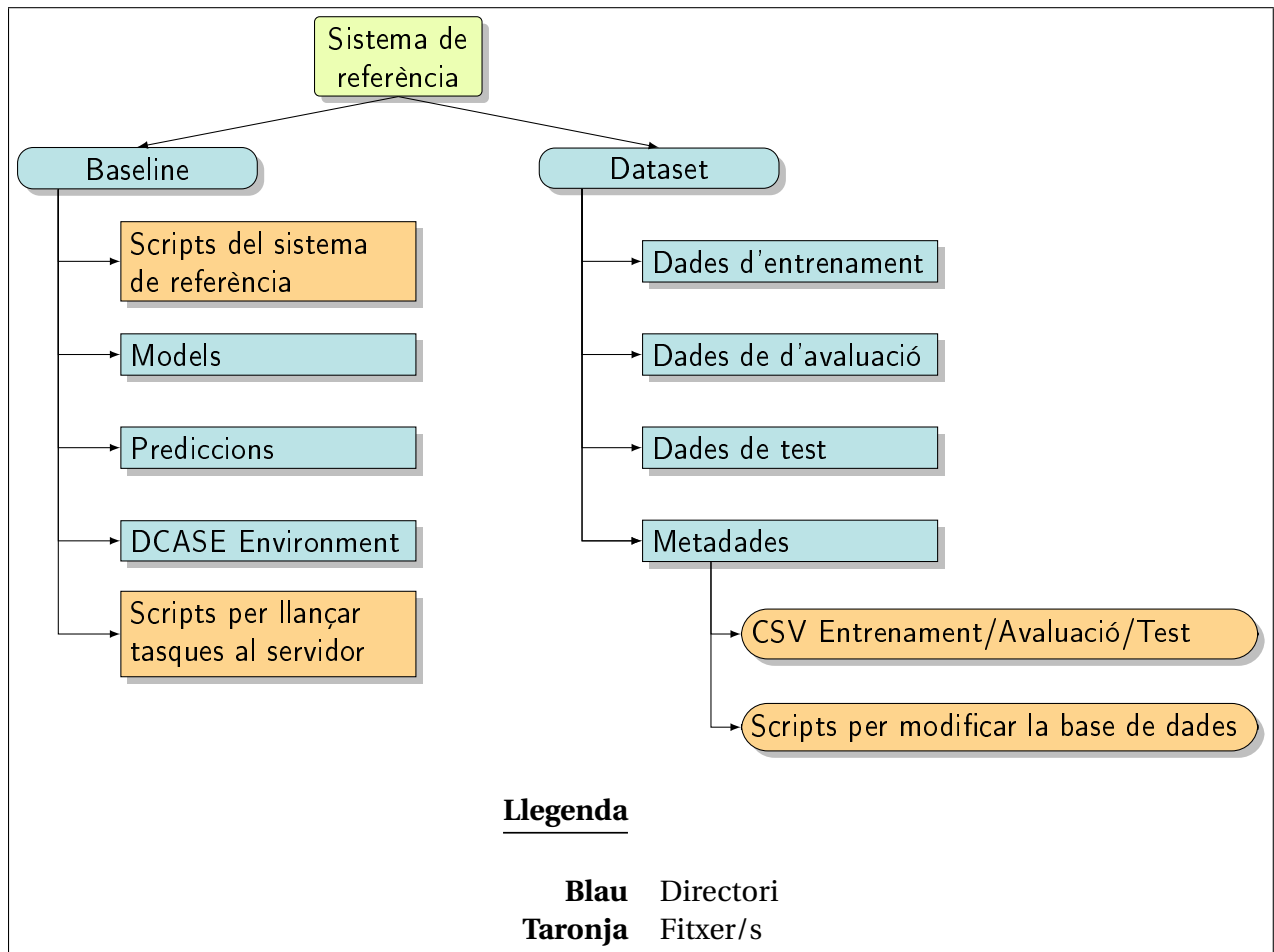 Sistema de
referència
Baseline
Dataset
Scripts del sistema
de referència
Models
Prediccions
DCASE Environment
Scripts per llançar
tasques al servidor
Dades d'entrenament
Dades de d'avaluació
Dades de test
Metadades
CSV Entrenament/Avaluació/Test
Scripts per modificar la base de dades
Llegenda
Blau Directori
Taronja Fitxer/s